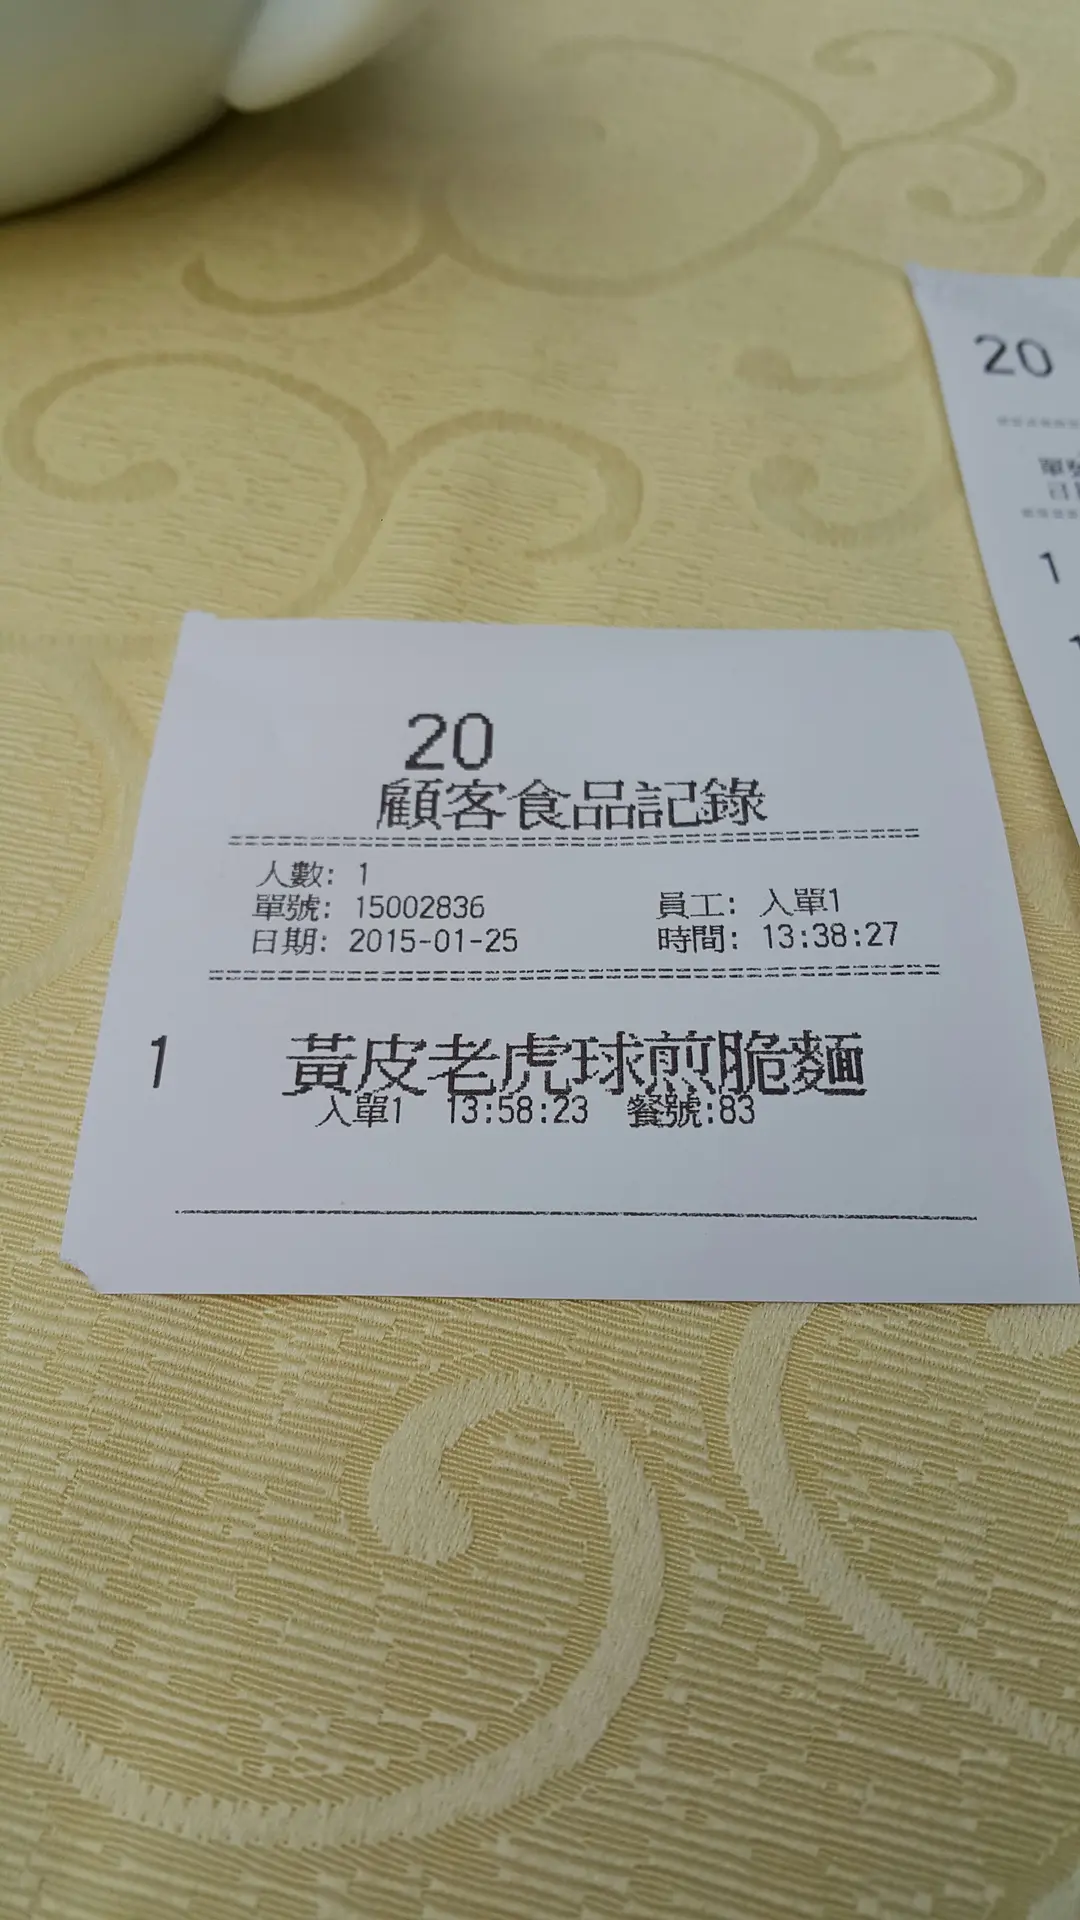 20
顧客食品記錄
人數: 1
單號: 15002836 員工: 入單1
日期: 2015-01-25 時間: 13:38:27
1 黃皮老虎球煎脆麵
入單1 13:58:23 餐號:83
20
1